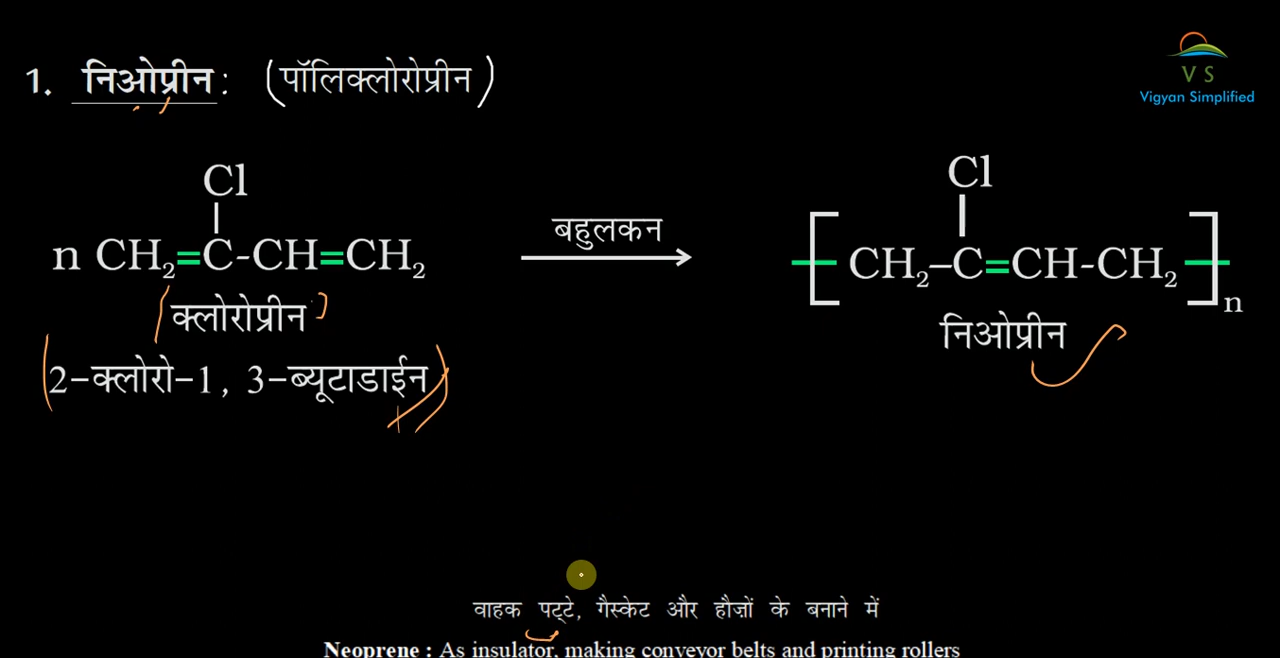 V S
Vigyan Simplified
1. निओप्रीन : (पॉलिक्लोरोप्रीन)
Cl
n CH₂=C-CH=CH₂
क्लोरोप्रीन
2-क्लोरो-1, 3-ब्यूटाडाईन
बहुलकन
Cl
[CH₂-C=CH-CH₂]n
निओप्रीन
वाहक पट्टे, गैस्केट और हौज़ों के बनाने में
Neoprene : As insulator, making conveyor belts and printing rollers